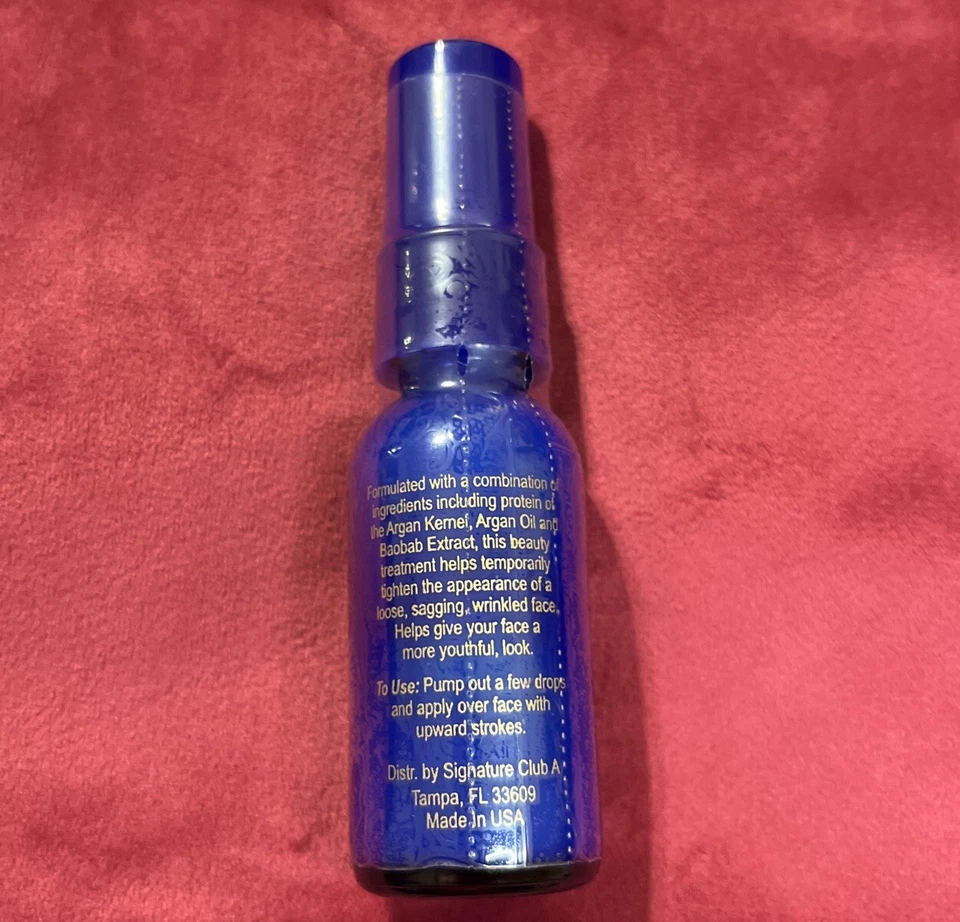 Formulated with a combination of
ingredients including protein of
the Argan Kernel, Argan Oil and
Baobab Extract, this beauty
treatment helps temporarily
tighten the appearance of a
loose, sagging, wrinkled face.
Helps give your face a
more youthful, look.
To Use: Pump out a few drops
and apply over face with
upward strokes.
Distr. by Signature Club A
Tampa, FL 33609
Made In USA